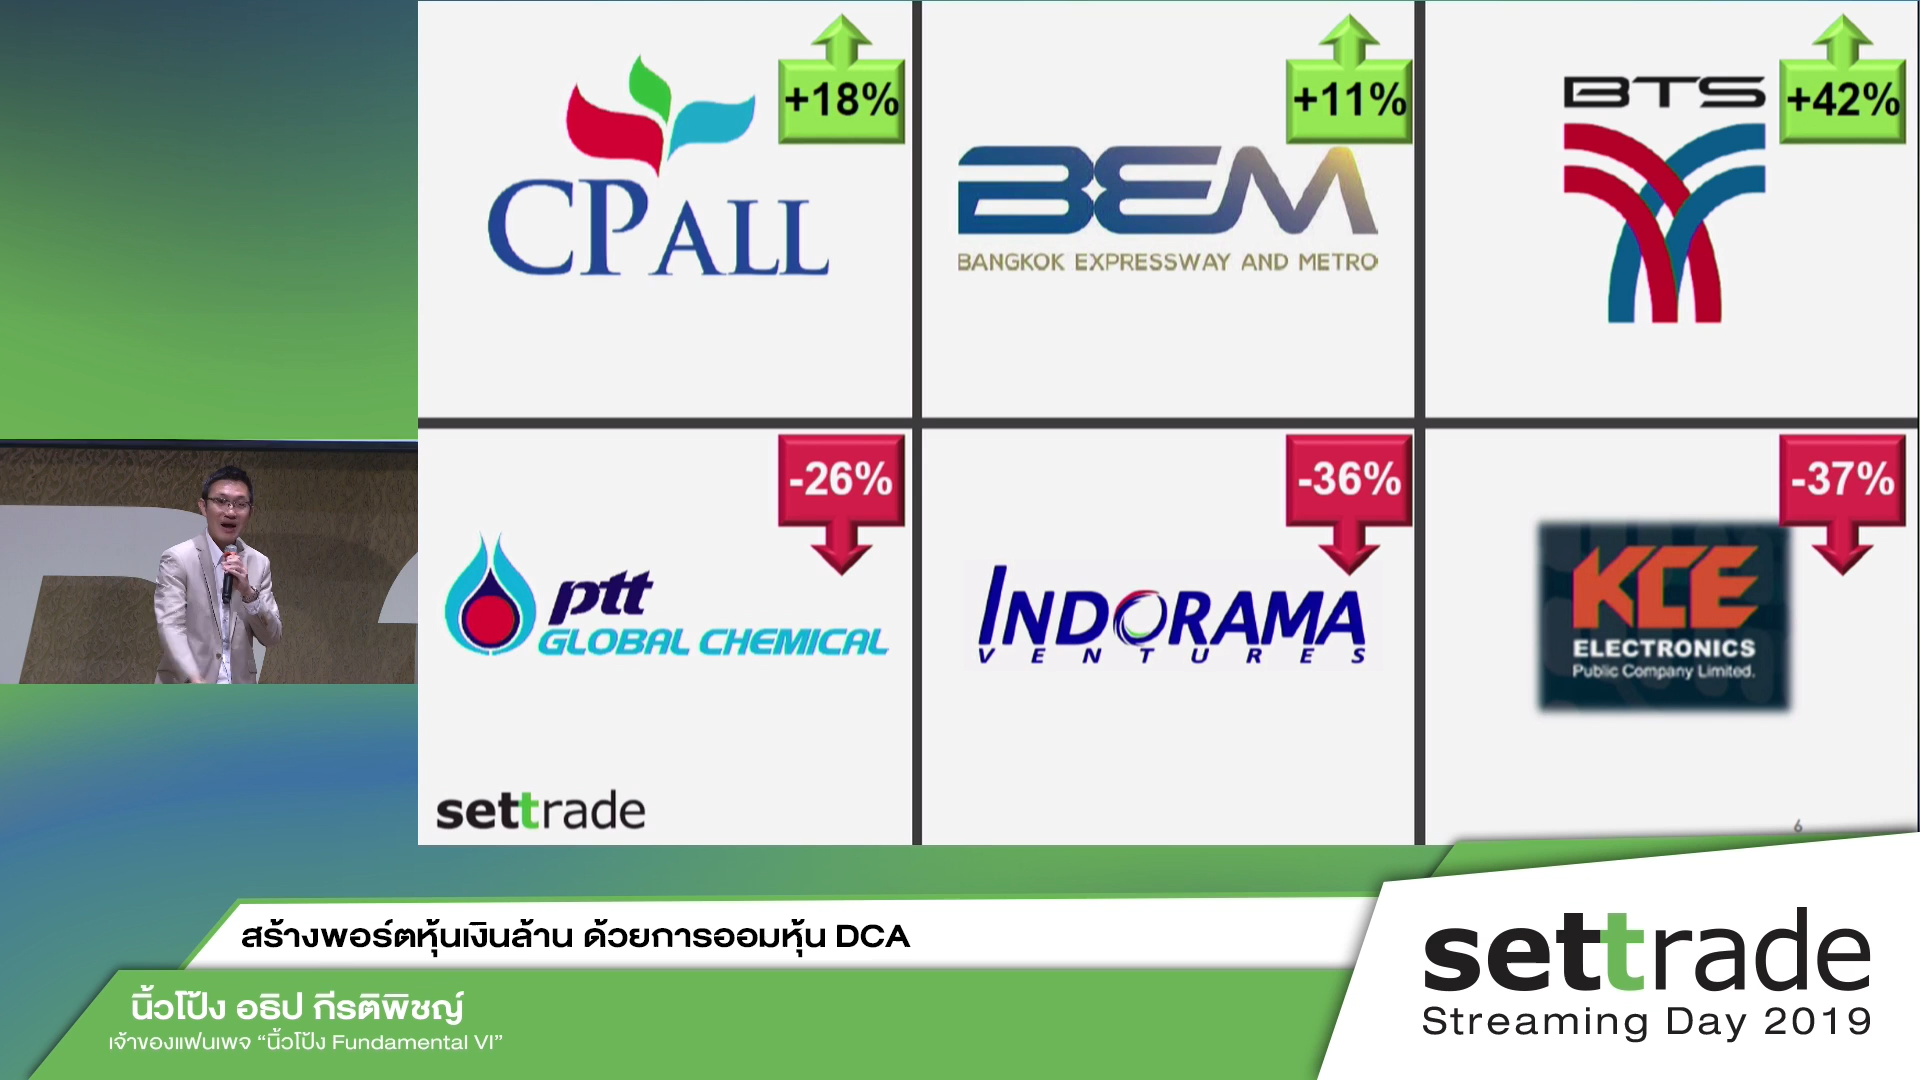 +18%
CPALL
+11%
BEM
BANGKOK EXPRESSWAY AND METRO
+42%
BTS
-26%
ptt
GLOBAL CHEMICAL
-36%
INDORAMA
VENTURES
-37%
KCE
ELECTRONICS
Public Company Limited.
settrade
6
สร้างพอร์ตหุ้นเงินล้าน ด้วยการออมหุ้น DCA
นิ้วโป้ง อธิป กีรติพิชญ์
เจ้าของแฟนเพจ “นิ้วโป้ง Fundamental VI”
settrade
Streaming Day 2019